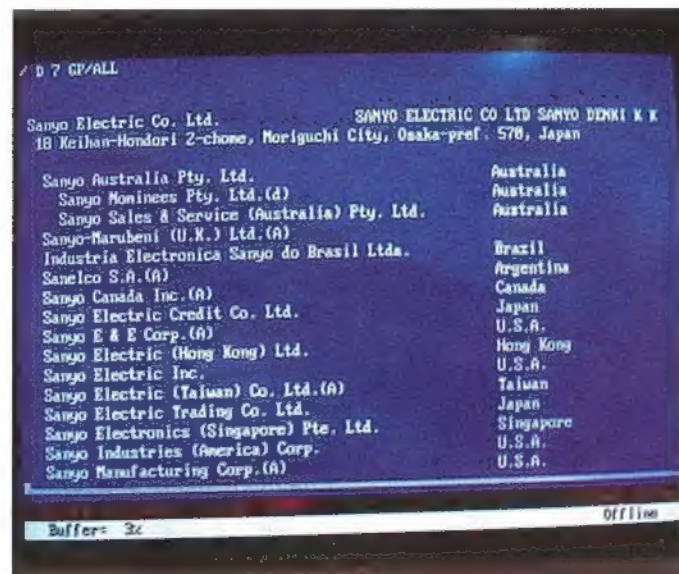 / D 7 GP/ALL
Sanyo Electric Co. Ltd. SANYO ELECTRIC CO LTD SANYO DENKI K K
18 Keihan-Hondori 2-chome, Moriguchi City, Osaka-pref. 570, Japan
Sanyo Australia Pty. Ltd. Australia
Sanyo Nominees Pty. Ltd.(d) Australia
Sanyo Sales & Service (Australia) Pty. Ltd. Australia
Sanyo-Marubeni (U.K.) Ltd.(A)
Industria Electronica Sanyo do Brasil Ltda. Brazil
Sanelco S.A.(A) Argentina
Sanyo Canada Inc.(A) Canada
Sanyo Electric Credit Co. Ltd. Japan
Sanyo E & E Corp.(A) U.S.A.
Sanyo Electric (Hong Kong) Ltd. Hong Kong
Sanyo Electric Inc. U.S.A.
Sanyo Electric (Taiwan) Co. Ltd.(A) Taiwan
Sanyo Electric Trading Co. Ltd. Japan
Sanyo Electronics (Singapore) Pte. Ltd. Singapore
Sanyo Industries (America) Corp. U.S.A.
Sanyo Manufacturing Corp.(A) U.S.A.
Buffer= 3% Offline